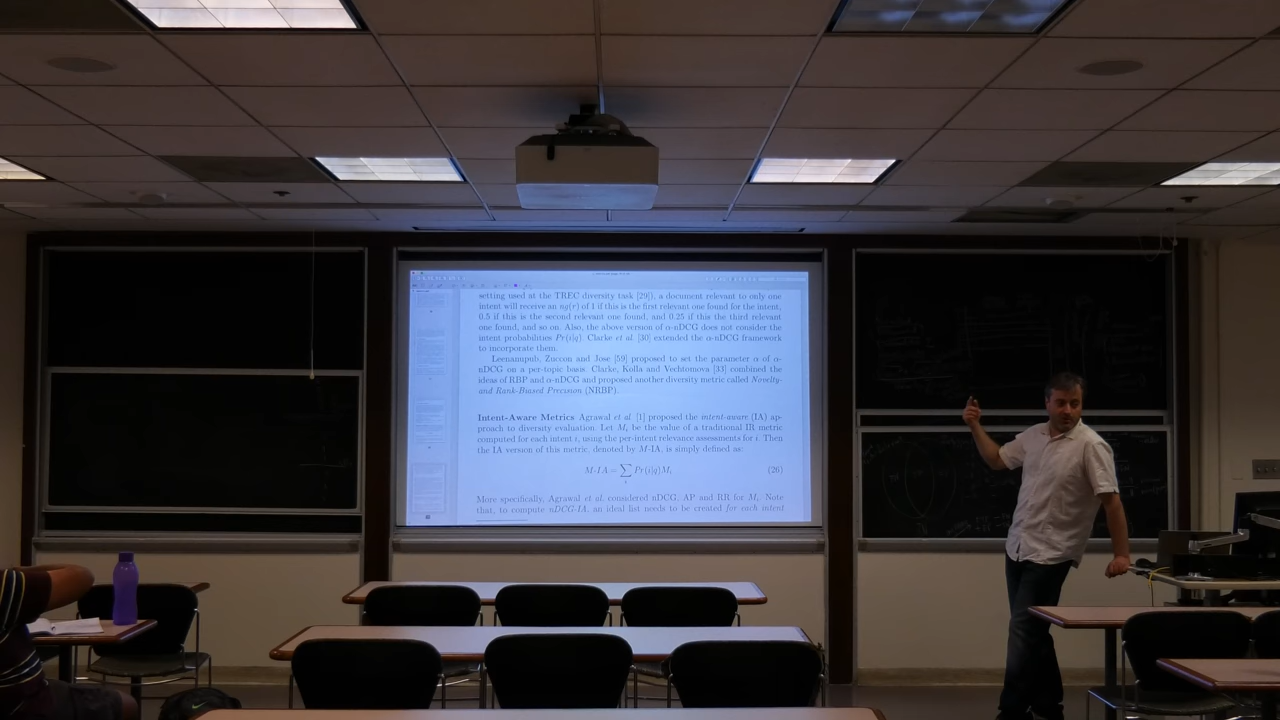 setting used at the TREC diversity task [29]), a document relevant to only one
intent will receive an ng(r) of 1 if this is the first relevant one found for the intent,
0.5 if this is the second relevant one found, and 0.25 if this the third relevant
one found, and so on. Also, the above version of α-nDCG does not consider the
intent probabilities Pr(i|q). Clarke et al. [30] extended the α-nDCG framework
to incorporate them.
Leelanupab, Zuccon and Jose [59] proposed to set the parameter α of α-
nDCG on a per-topic basis. Clarke, Kolla and Vechtomova [33] combined the
ideas of RBP and α-nDCG and proposed another diversity metric called Novelty-
and Rank-Biased Precision (NRBP).
Intent-Aware Metrics Agrawal et al. [1] proposed the intent-aware (IA) ap-
proach to diversity evaluation. Let Mᵢ be the value of a traditional IR metric
computed for each intent i, using the per-intent relevance assessments for i. Then
the IA version of this metric, denoted by M-IA, is simply defined as:
M-IA = ∑ᵢ Pr(i|q)Mᵢ (26)
More specifically, Agrawal et al. considered nDCG, AP and RR for Mᵢ. Note
that, to compute nDCG-IA, an ideal list needs to be created for each intent